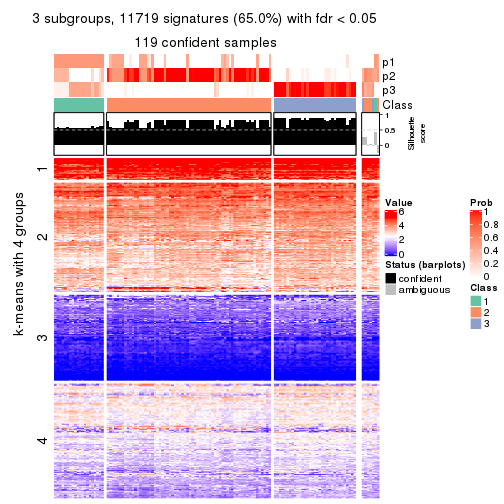 3 subgroups, 11719 signatures (65.0%) with fdr < 0.05
119 confident samples
p1
p2
p3
Class
1
0.5
0
Silhouette
score
k-means with 4 groups
1
2
3
4
Value
6
4
2
0
Status (barplots)
confident
ambiguous
Prob
1
0.8
0.6
0.4
0.2
0
Class
1
2
3